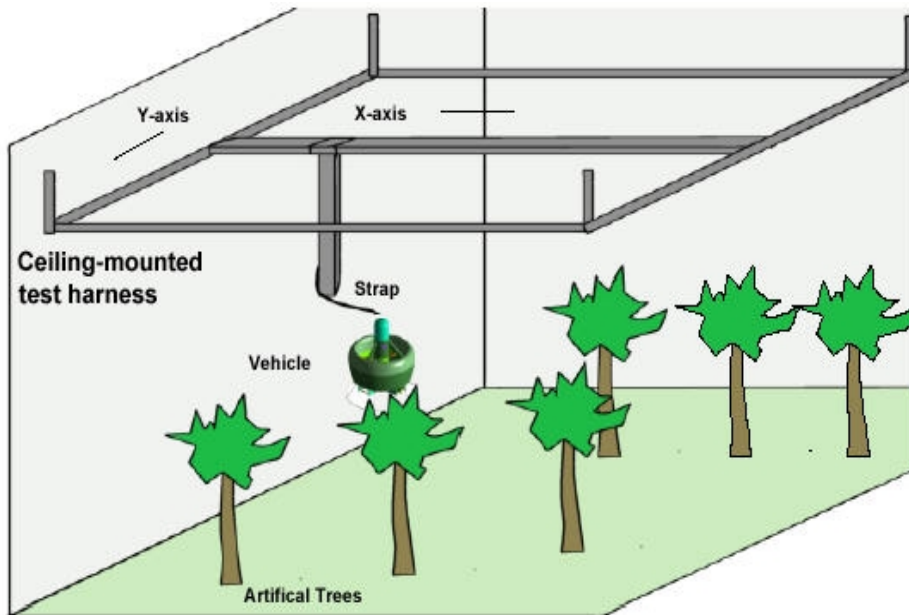 Y-axis
X-axis
Ceiling-mounted
test harness
Strap
Vehicle
Artifical Trees